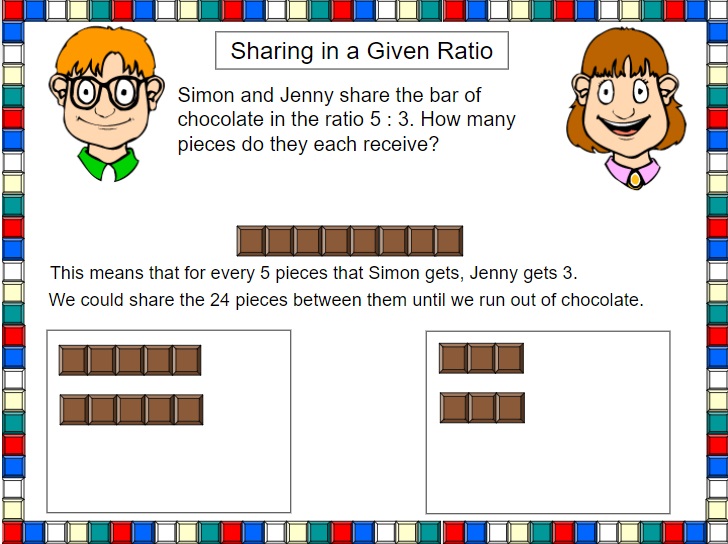 Sharing in a Given Ratio
Simon and Jenny share the bar of
chocolate in the ratio 5 : 3. How many
pieces do they each receive?
This means that for every 5 pieces that Simon gets, Jenny gets 3.
We could share the 24 pieces between them until we run out of chocolate.